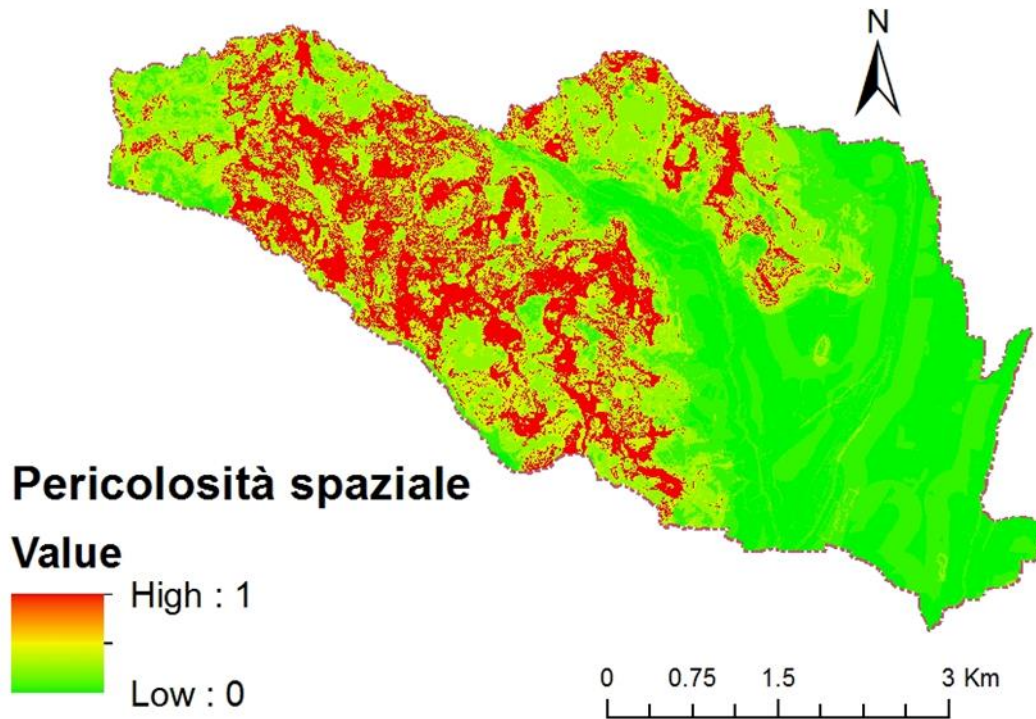 N
Pericolosità spaziale
Value
High : 1
Low : 0
0 0.75 1.5 3 Km